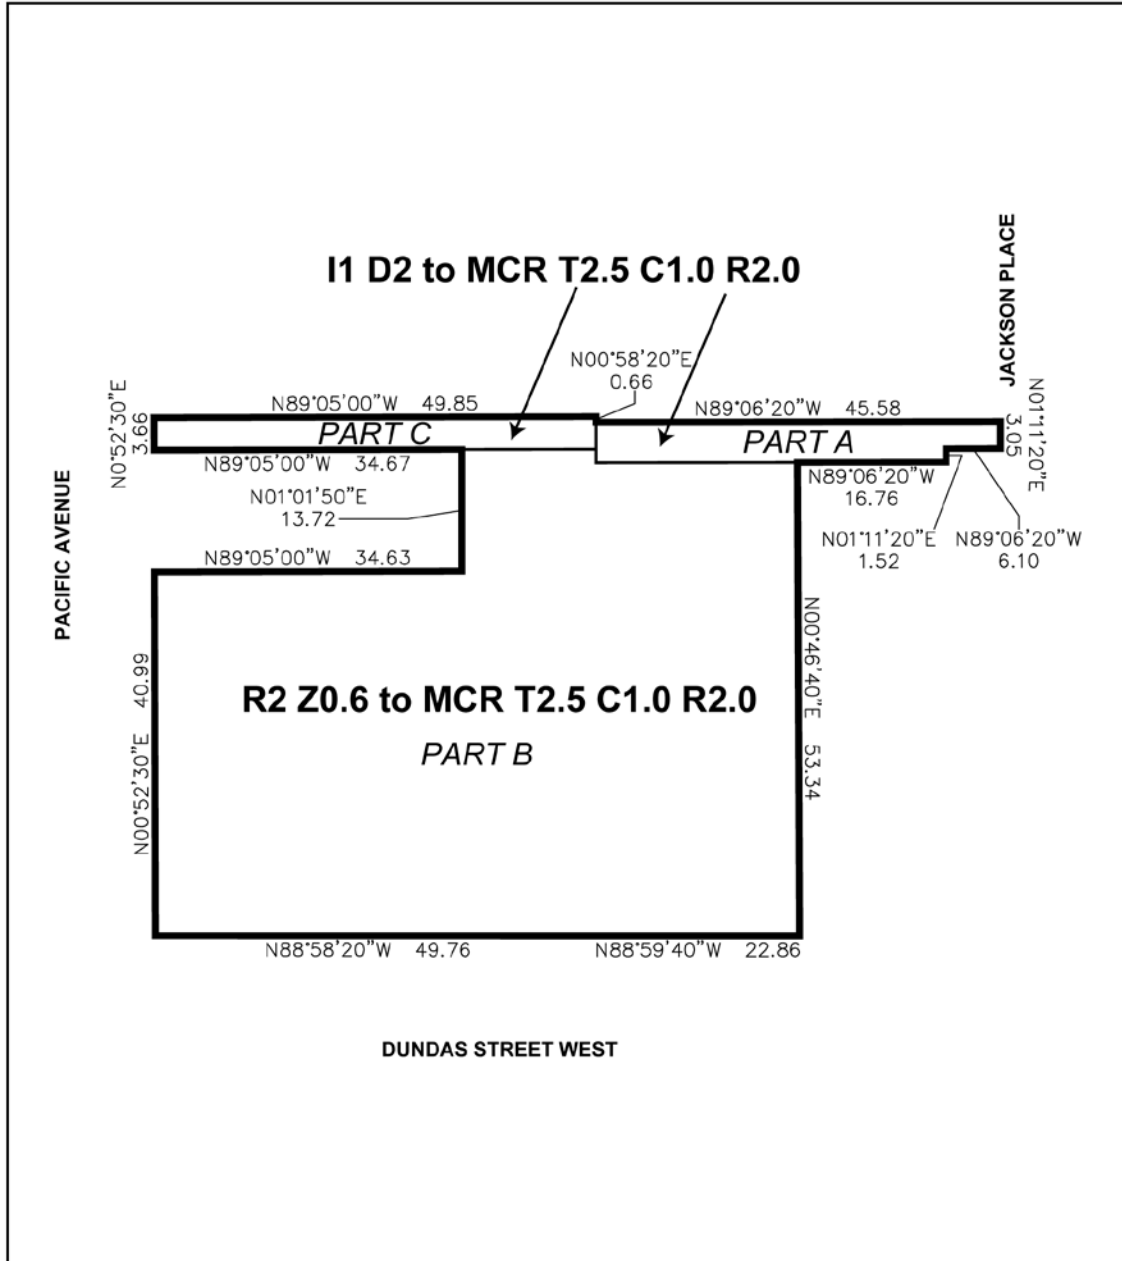 I1 D2 to MCR T2.5 C1.0 R2.0
JACKSON PLACE
N00°58'20"E
0.66
N89°05'00"W 49.85
N89°06'20"W 45.58
N0°52'30"E
3.66
PART C
PART A
N01°11'20"E
3.05
N89°05'00"W 34.67
N89°06'20"W
16.76
N01°01'50"E
13.72
N01°11'20"E
1.52
N89°06'20"W
6.10
PACIFIC AVENUE
N89°05'00"W 34.63
N00°52'30"E 40.99
N00°46'40"E 53.34
R2 Z0.6 to MCR T2.5 C1.0 R2.0
PART B
N88°58'20"W 49.76
N88°59'40"W 22.86
DUNDAS STREET WEST